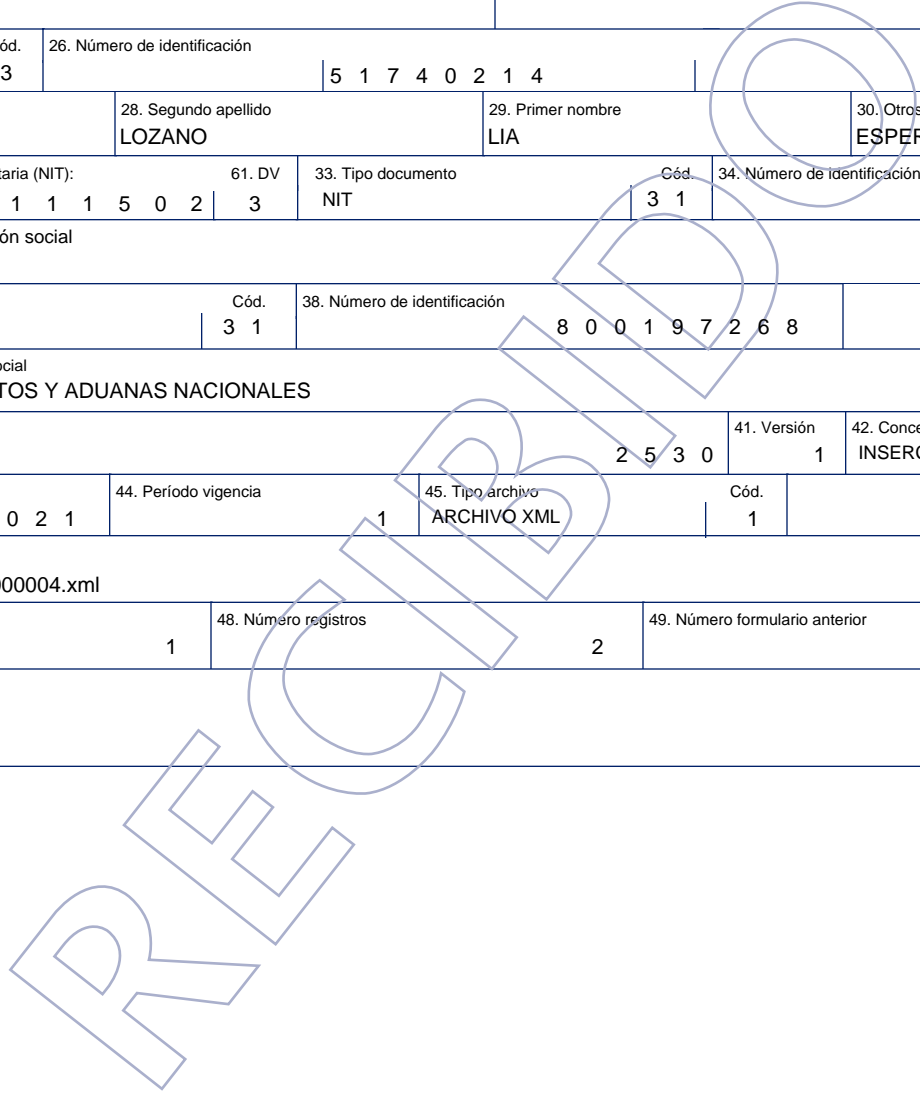 ód. 26. Número de identificación
3 5 1 7 4 0 2 1 4
28. Segundo apellido 29. Primer nombre 30. Otros
LOZANO LIA ESPER
taria (NIT): 61. DV 33. Tipo documento Cód. 34. Número de identificación
1 1 1 5 0 2 3 NIT 3 1
ón social
Cód. 38. Número de identificación
3 1 8 0 0 1 9 7 2 6 8
ocial
TOS Y ADUANAS NACIONALES
41. Versión 42. Conce
2 5 3 0 1 INSERC
44. Período vigencia 45. Tipo archivo Cód.
0 2 1 1 ARCHIVO XML 1
000004.xml
48. Número registros 49. Número formulario anterior
1 2
RECIBIDO